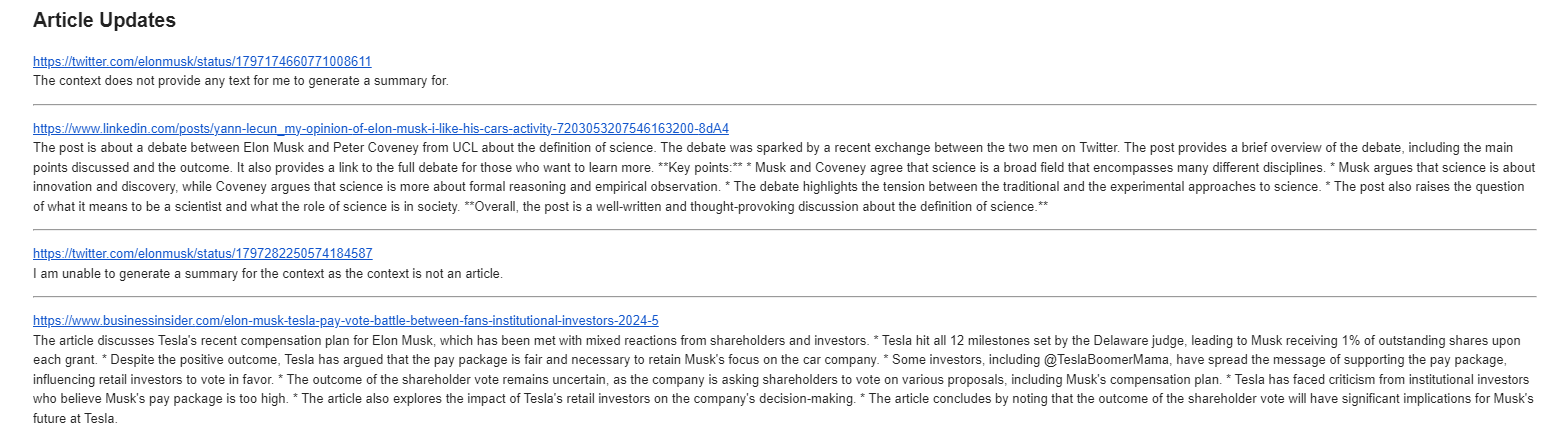 Article Updates
https://twitter.com/elonmusk/status/1797174660771008611
The context does not provide any text for me to generate a summary for.
https://www.linkedin.com/posts/yann-lecun_my-opinion-of-elon-musk-i-like-his-cars-activity-7203053207546163200-8dA4
The post is about a debate between Elon Musk and Peter Coveney from UCL about the definition of science. The debate was sparked by a recent exchange between the two men on Twitter. The post provides a brief overview of the debate, including the main
points discussed and the outcome. It also provides a link to the full debate for those who want to learn more. **Key points:** * Musk and Coveney agree that science is a broad field that encompasses many different disciplines. * Musk argues that science is about
innovation and discovery, while Coveney argues that science is more about formal reasoning and empirical observation. * The debate highlights the tension between the traditional and the experimental approaches to science. * The post also raises the question
of what it means to be a scientist and what the role of science is in society. **Overall, the post is a well-written and thought-provoking discussion about the definition of science.**
https://twitter.com/elonmusk/status/1797282250574184587
I am unable to generate a summary for the context as the context is not an article.
https://www.businessinsider.com/elon-musk-tesla-pay-vote-battle-between-fans-institutional-investors-2024-5
The article discusses Tesla's recent compensation plan for Elon Musk, which has been met with mixed reactions from shareholders and investors. * Tesla hit all 12 milestones set by the Delaware judge, leading to Musk receiving 1% of outstanding shares upon
each grant. * Despite the positive outcome, Tesla has argued that the pay package is fair and necessary to retain Musk's focus on the car company. * Some investors, including @TeslaBoomerMama, have spread the message of supporting the pay package,
influencing retail investors to vote in favor. * The outcome of the shareholder vote remains uncertain, as the company is asking shareholders to vote on various proposals, including Musk's compensation plan. * Tesla has faced criticism from institutional investors
who believe Musk's pay package is too high. * The article also explores the impact of Tesla's retail investors on the company's decision-making. * The article concludes by noting that the outcome of the shareholder vote will have significant implications for Musk's
future at Tesla.